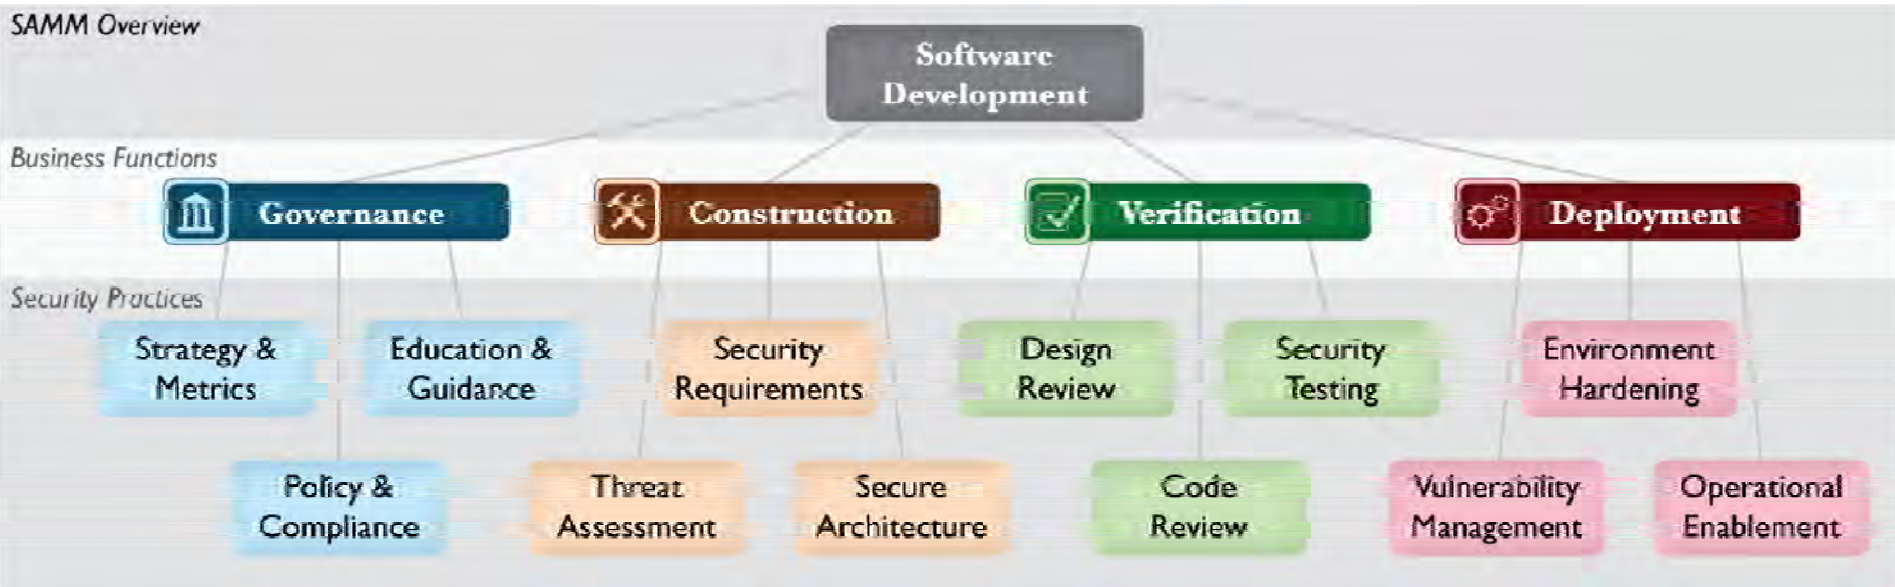 SAMM Overview
Software
Development
Business Functions
Governance
Construction
Verification
Deployment
Security Practices
Strategy &
Metrics
Education &
Guidance
Security
Requirements
Design
Review
Security
Testing
Environment
Hardening
Policy &
Compliance
Threat
Assessment
Secure
Architecture
Code
Review
Vulnerability
Management
Operational
Enablement